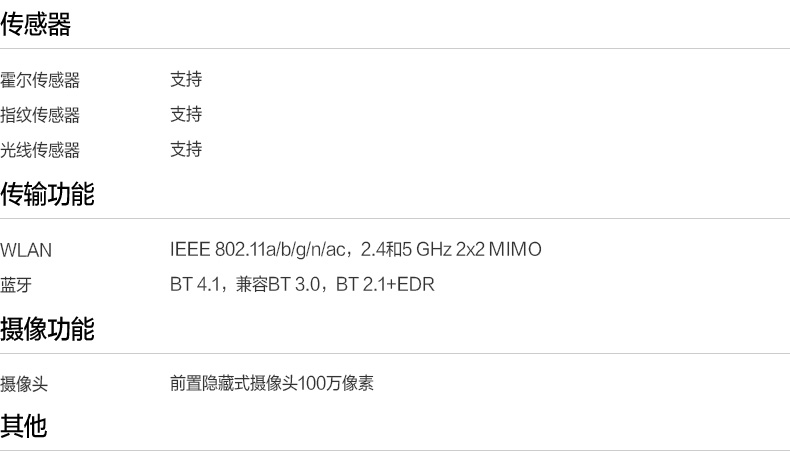 传感器
霍尔传感器 支持
指纹传感器 支持
光线传感器 支持
传输功能
WLAN IEEE 802.11a/b/g/n/ac，2.4和5 GHz 2x2 MIMO
蓝牙 BT 4.1，兼容BT 3.0，BT 2.1+EDR
摄像功能
摄像头 前置隐藏式摄像头100万像素
其他